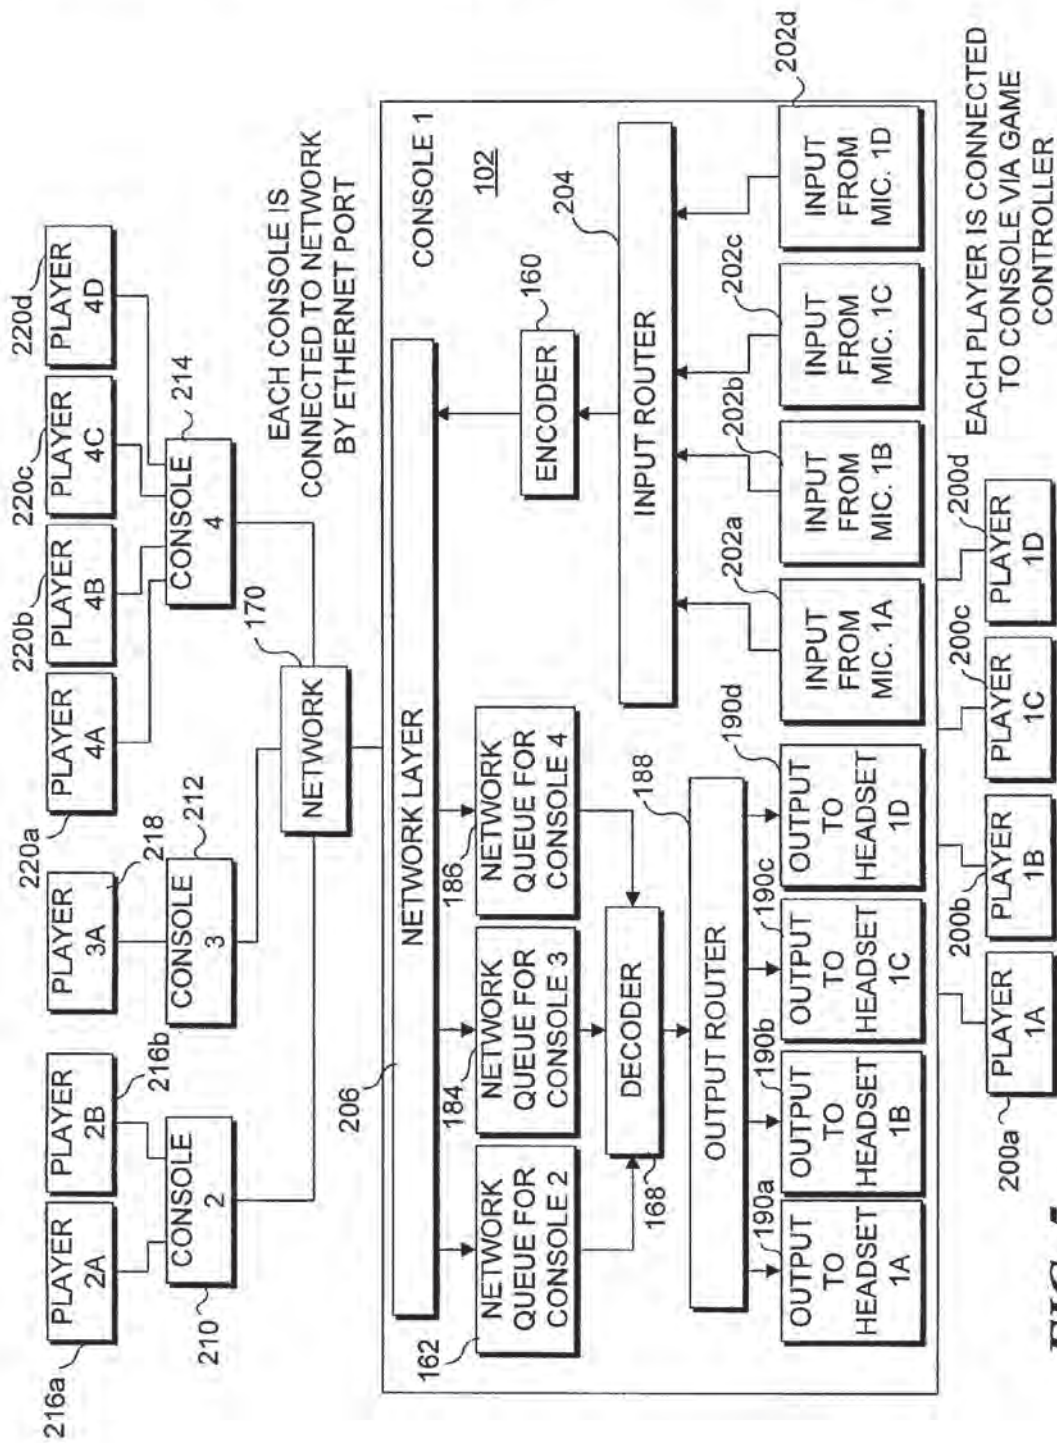 220d
PLAYER
4D
220c
PLAYER
4C
220b
PLAYER
4B
220a
PLAYER
4A
218
PLAYER
3A
216b
PLAYER
2B
216a
PLAYER
2A
214
CONSOLE
4
212
CONSOLE
3
210
CONSOLE
2
170
NETWORK
EACH CONSOLE IS
CONNECTED TO NETWORK
BY ETHERNET PORT
CONSOLE 1
102
206
NETWORK LAYER
162
NETWORK
QUEUE FOR
CONSOLE 2
184
NETWORK
QUEUE FOR
CONSOLE 3
186
NETWORK
QUEUE FOR
CONSOLE 4
160
ENCODER
168
DECODER
204
INPUT ROUTER
188
OUTPUT ROUTER
190a
OUTPUT
TO
HEADSET
1A
190b
OUTPUT
TO
HEADSET
1B
190c
OUTPUT
TO
HEADSET
1C
190d
OUTPUT
TO
HEADSET
1D
202a
INPUT
FROM
MIC. 1A
202b
INPUT
FROM
MIC. 1B
202c
INPUT
FROM
MIC. 1C
202d
INPUT
FROM
MIC. 1D
200a
PLAYER
1A
200b
PLAYER
1B
200c
PLAYER
1C
200d
PLAYER
1D
EACH PLAYER IS CONNECTED
TO CONSOLE VIA GAME
CONTROLLER